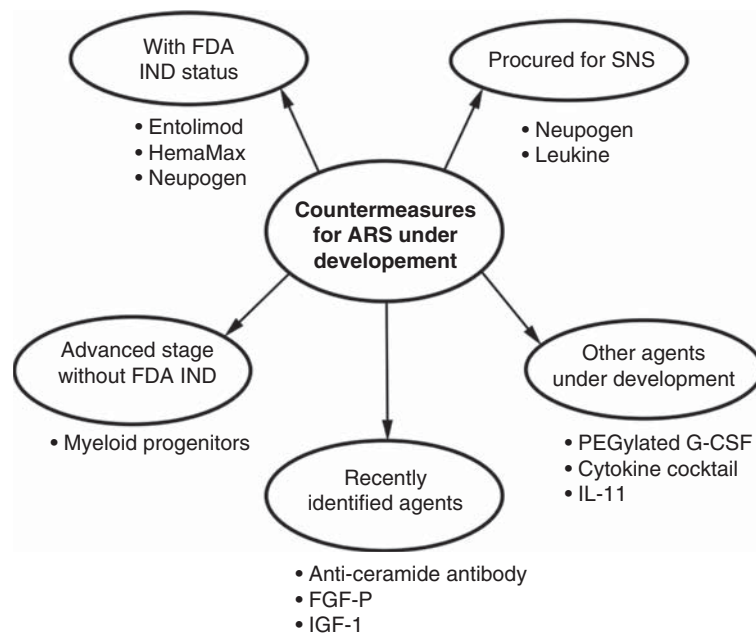 With FDA
IND status
• Entolimod
• HemaMax
• Neupogen
Procured for SNS
• Neupogen
• Leukine
Countermeasures
for ARS under
developement
Advanced stage
without FDA IND
• Myeloid progenitors
Recently
identified agents
• Anti-ceramide antibody
• FGF-P
• IGF-1
Other agents
under development
• PEGylated G-CSF
• Cytokine cocktail
• IL-11